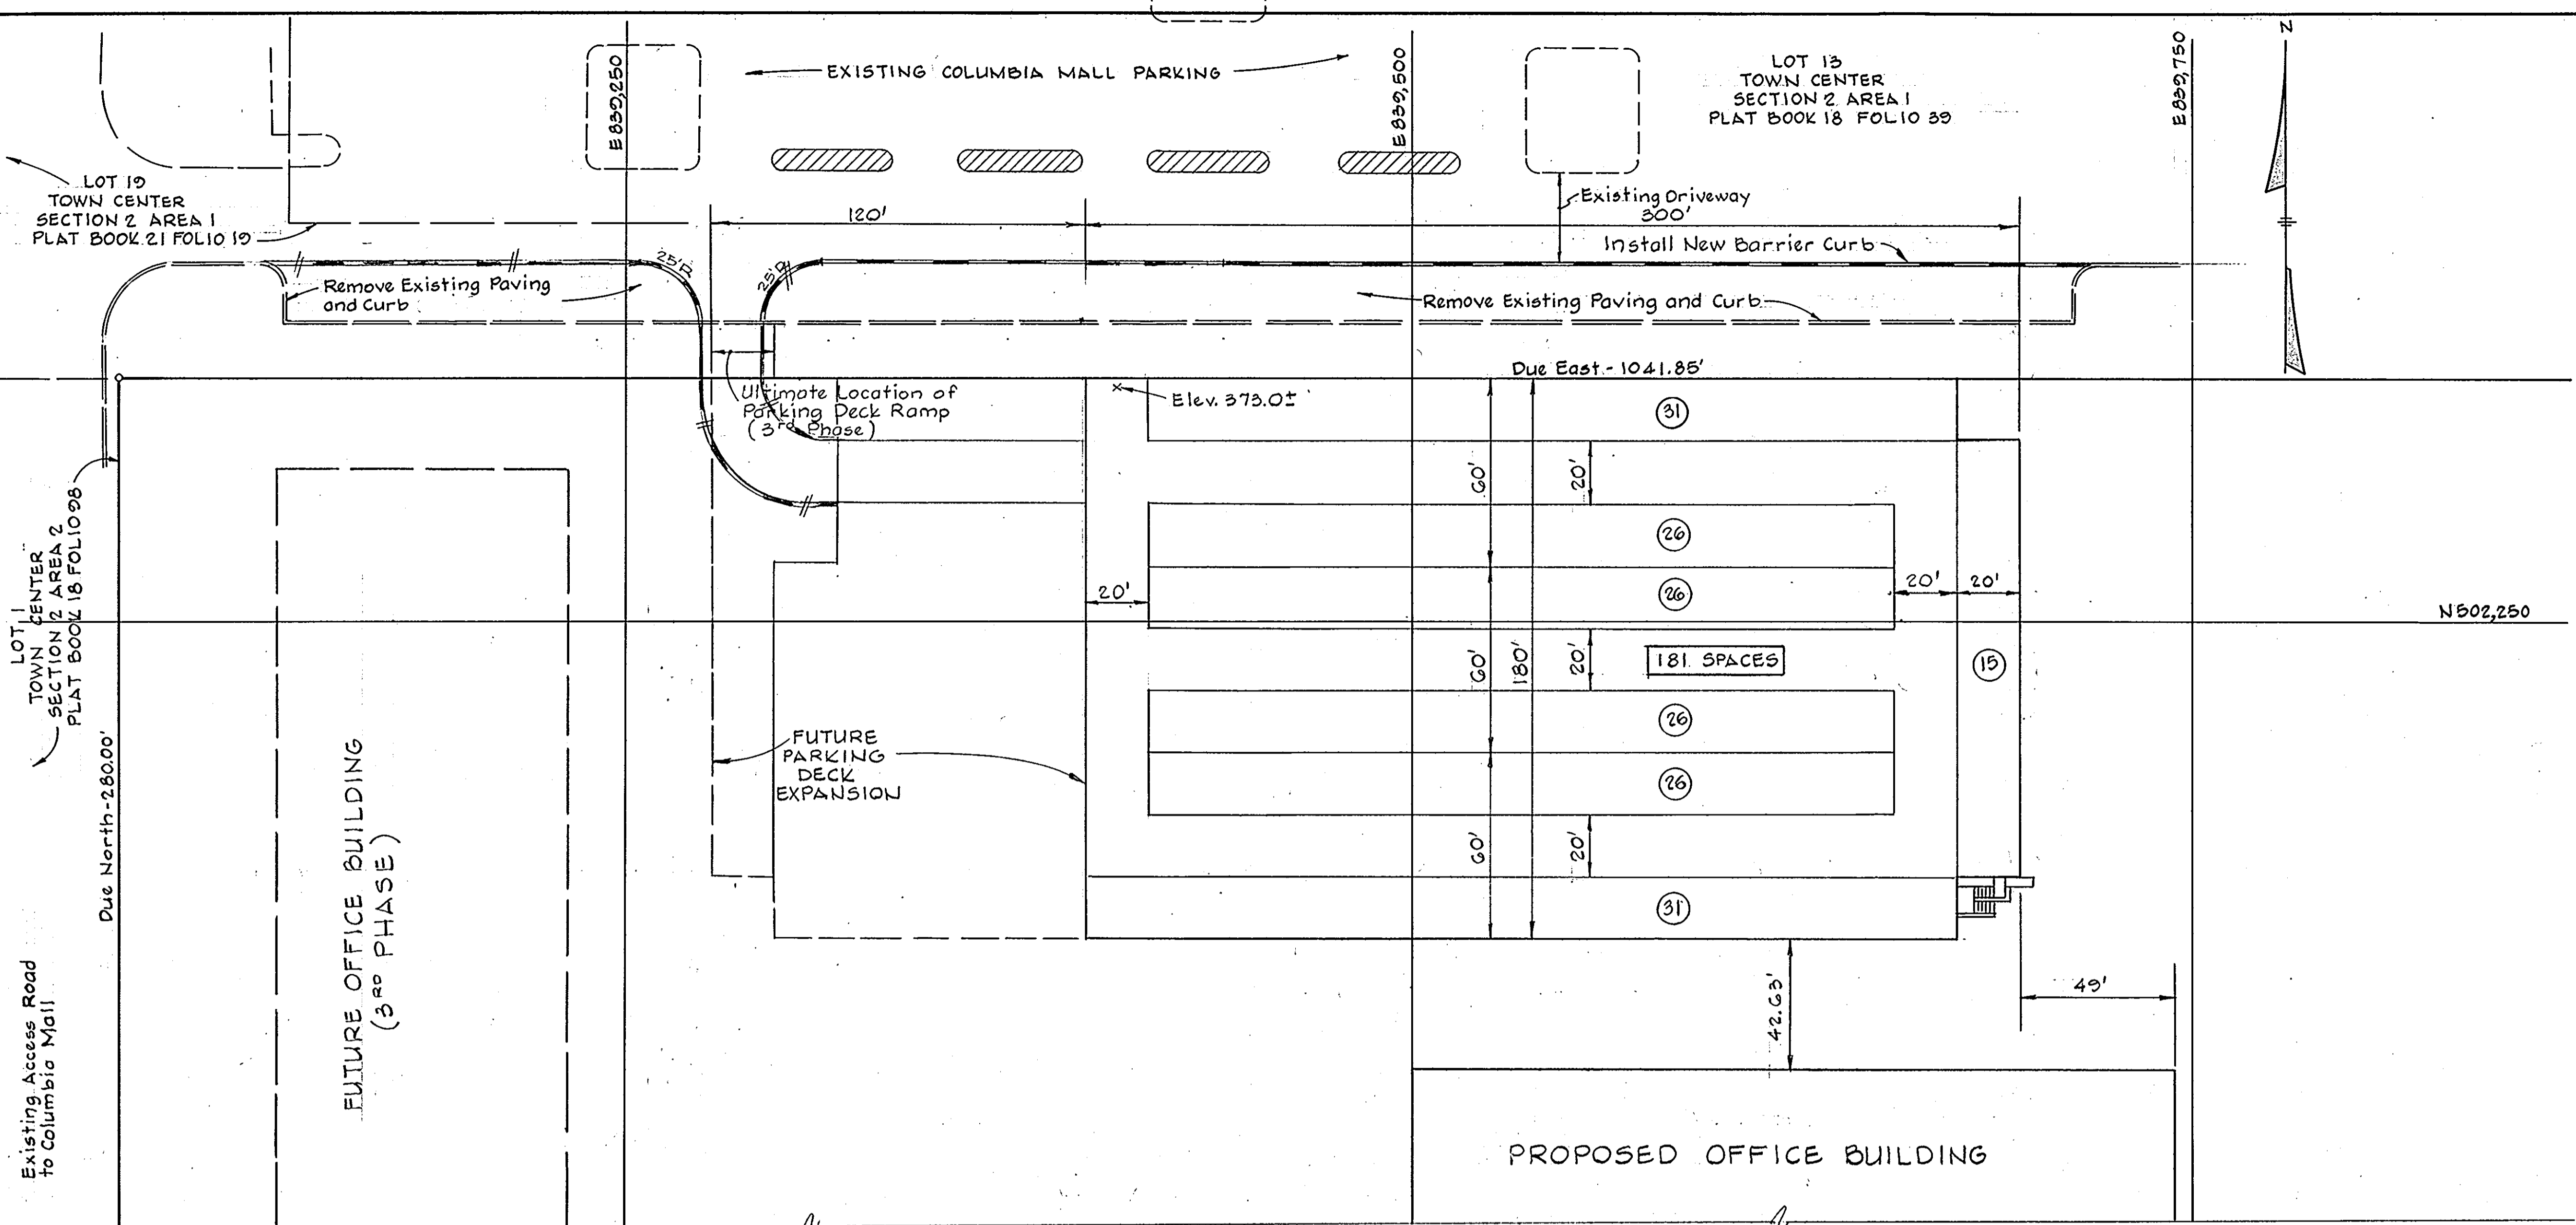 EXISTING COLUMBIA MALL PARKING
E 839,250
E 839,500
E 839,750
N
LOT 13
TOWN CENTER
SECTION 2 AREA 1
PLAT BOOK 18 FOLIO 39
LOT 19
TOWN CENTER
SECTION 2 AREA 1
PLAT BOOK 21 FOLIO 19
120'
Existing Driveway
300'
Install New Barrier Curb
25'R
25'R
Remove Existing Paving
and Curb
Remove Existing Paving and Curb
Due East - 1041.85'
Ultimate Location of
Parking Deck Ramp
(3rd Phase)
Elev. 373.0±
31
60'
20'
26
26
20'
20'
20'
N 502,250
60'
180'
20'
181 SPACES
15
26
26
FUTURE
PARKING
DECK
EXPANSION
60'
20'
31
LOT 1
TOWN CENTER
SECTION 2 AREA 2
PLAT BOOK 18 FOLIO 98
Due North - 280.00'
FUTURE OFFICE BUILDING
(3RD PHASE)
Existing Access Road
to Columbia Mall
42.63'
49'
PROPOSED OFFICE BUILDING